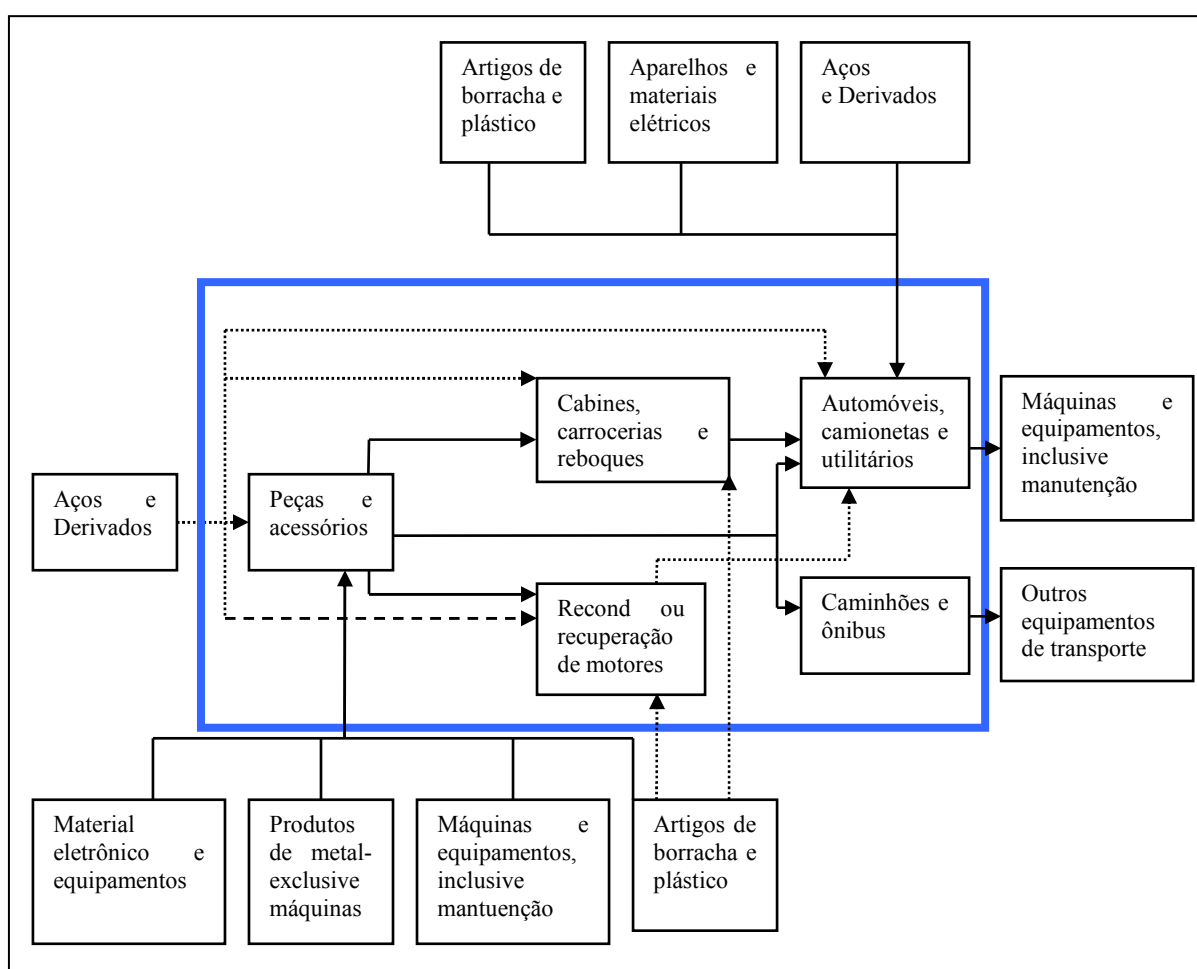 Artigos de
borracha e
plástico
Aparelhos e
materiais
elétricos
Aços
e Derivados
Cabines,
carrocerias e
reboques
Automóveis,
camionetas e
utilitários
Máquinas e
equipamentos,
inclusive
manutenção
Aços e
Derivados
Peças e
acessórios
Recond ou
recuperação
de motores
Caminhões e
ônibus
Outros
equipamentos
de transporte
Material
eletrônico e
equipamentos
Produtos
de metal-
exclusive
máquinas
Máquinas e
equipamentos,
inclusive
mantuenção
Artigos de
borracha e
plástico